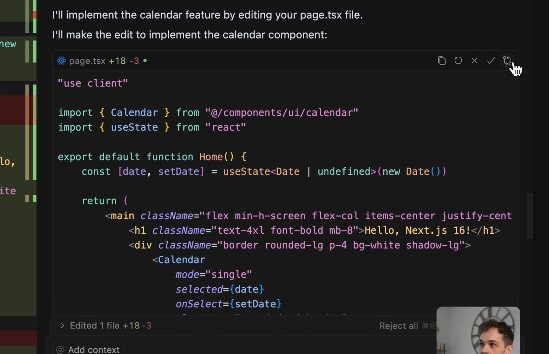 I'll implement the calendar feature by editing your page.tsx file.
I'll make the edit to implement the calendar component:
new
page.tsx +18 -3
"use client"
import { Calendar } from "@/components/ui/calendar"
import { useState } from "react"
export default function Home() {
const [date, setDate] = useState<Date | undefined>(new Date())
return (
<main className="flex min-h-screen flex-col items-center justify-cent
<h1 className="text-4xl font-bold mb-8">Hello, Next.js 16!</h1>
lo,
<div className="border rounded-lg p-4 bg-white shadow-lg">
<Calendar
mode="single"
ite
selected={date}
onSelect={setDate}
Edited 1 file +18 -3
Reject all
Add context